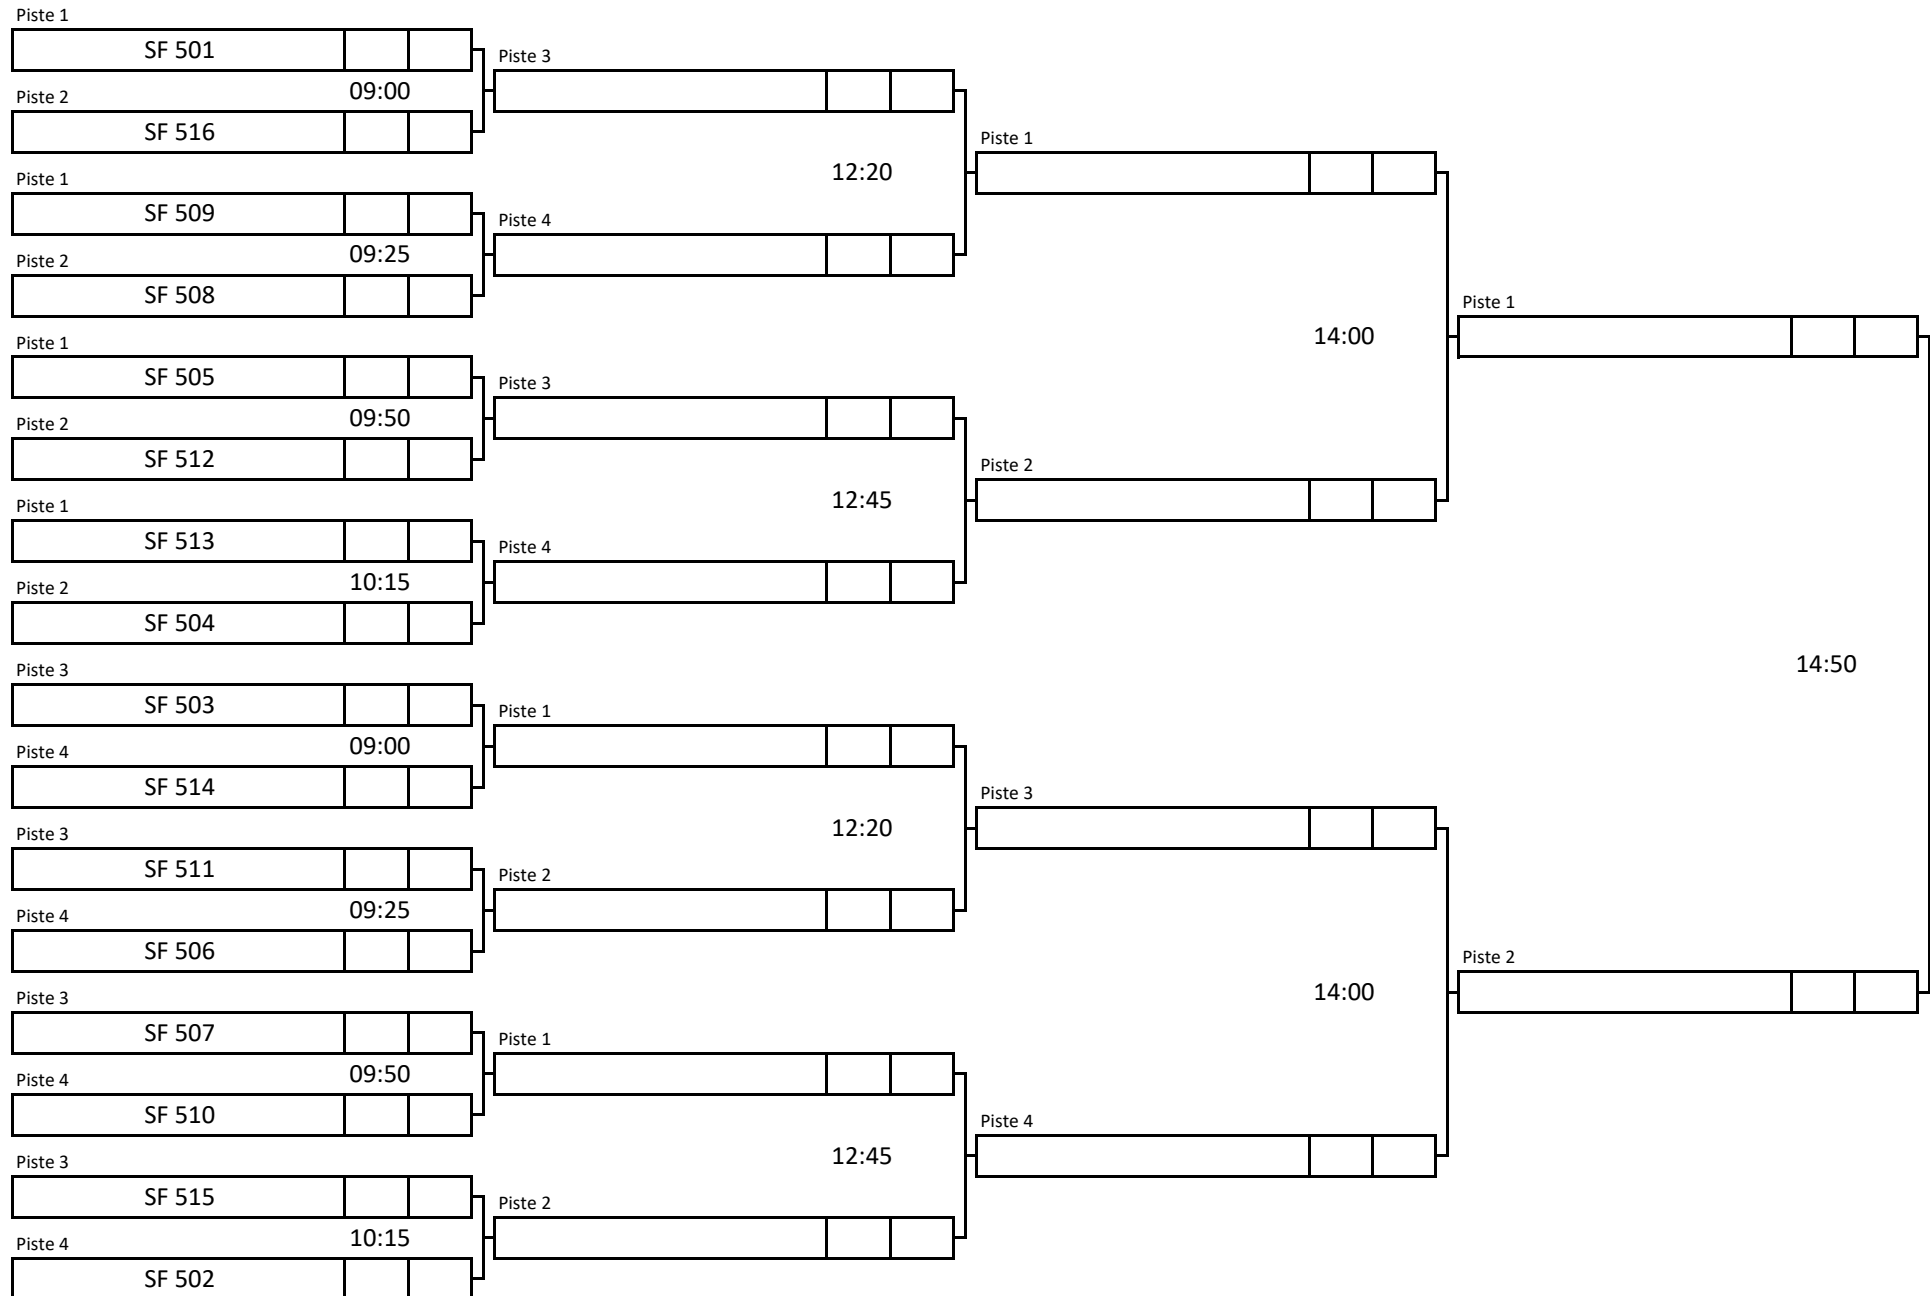 Piste 1
SF 501
09:00
Piste 2
SF 516
Piste 1
SF 509
09:25
Piste 2
SF 508
Piste 1
SF 505
09:50
Piste 2
SF 512
Piste 1
SF 513
10:15
Piste 2
SF 504
Piste 3
SF 503
09:00
Piste 4
SF 514
Piste 3
SF 511
09:25
Piste 4
SF 506
Piste 3
SF 507
09:50
Piste 4
SF 510
Piste 3
SF 515
10:15
Piste 4
SF 502
Piste 3
12:20
Piste 4
Piste 3
12:45
Piste 4
Piste 1
12:20
Piste 2
Piste 1
12:45
Piste 2
Piste 1
14:00
Piste 2
Piste 3
14:00
Piste 4
Piste 1
14:50
Piste 2